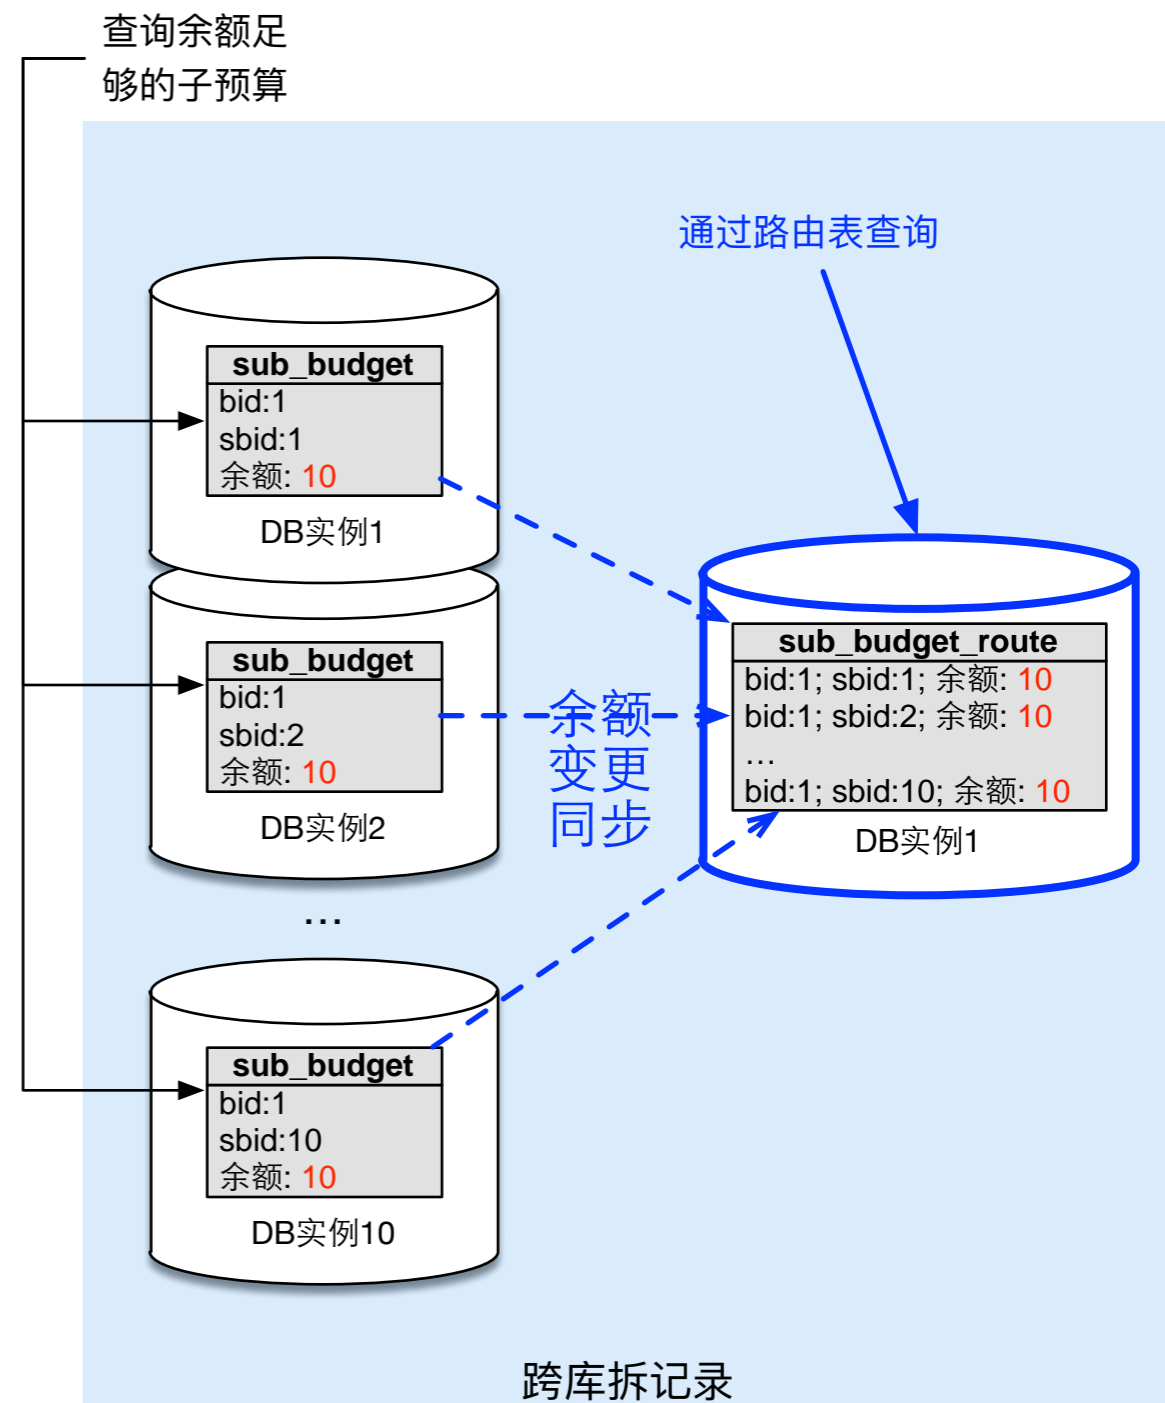 查询余额足
够的子预算
通过路由表查询
sub_budget
bid:1
sbid:1
余额: 10
DB实例1
sub_budget
bid:1
sbid:2
余额: 10
DB实例2
…
sub_budget
bid:1
sbid:10
余额: 10
DB实例10
余额
变更
同步
sub_budget_route
bid:1; sbid:1; 余额: 10
bid:1; sbid:2; 余额: 10
…
bid:1; sbid:10; 余额: 10
DB实例1
跨库拆记录